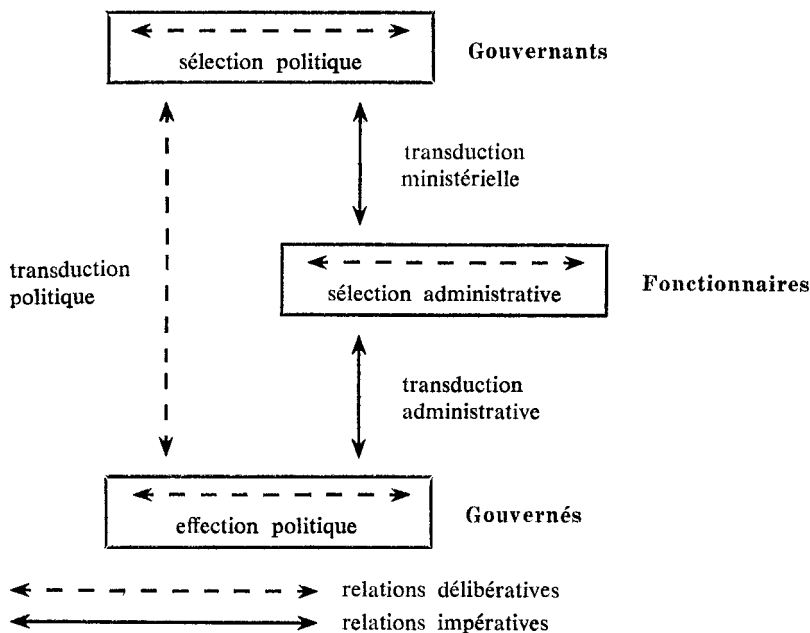 sélection politique
Gouvernants
transduction
ministérielle
transduction
politique
sélection administrative
Fonctionnaires
transduction
administrative
effection politique
Gouvernés
relations délibératives
relations impératives